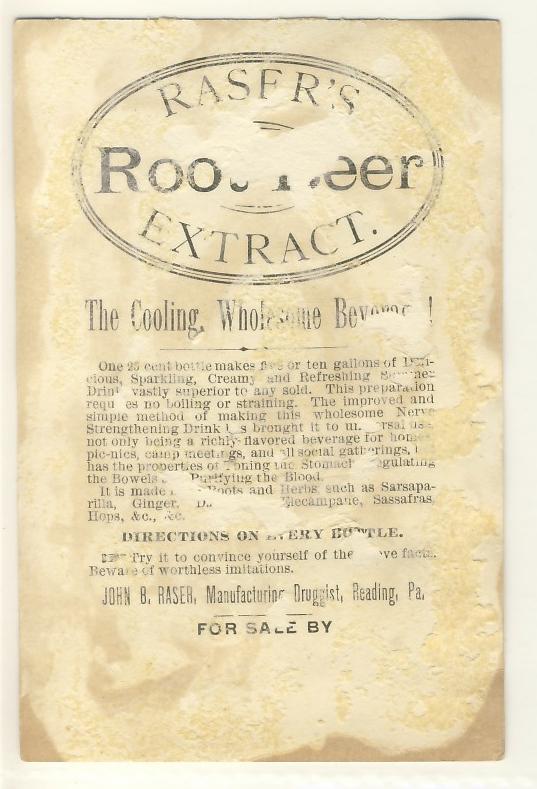 RASER'S
Root Beer
EXTRACT.
The Cooling, Wholesome Beverage!
One 25 cent bottle makes five or ten gallons of Deli-
cious, Sparkling, Creamy and Refreshing Summer
Drink vastly superior to any sold. This preparation
requires no boiling or straining. The improved and
simple method of making this wholesome Nerve
Strengthening Drink has brought it to universal use
not only being a richly-flavored beverage for homes
pic-nics, camp meetings, and all social gatherings,
has the properties of Toning the Stomach regulating
the Bowels Purifying the Blood.
It is made Roots and Herbs, such as Sarsapa-
rilla, Ginger, Elecampane, Sassafras,
Hops, &c., &c.
DIRECTIONS ON EVERY BOTTLE.
☞ Try it to convince yourself of the above facts.
Beware of worthless imitations.
JOHN B. RASER, Manufacturing Druggist, Reading, Pa.
FOR SALE BY